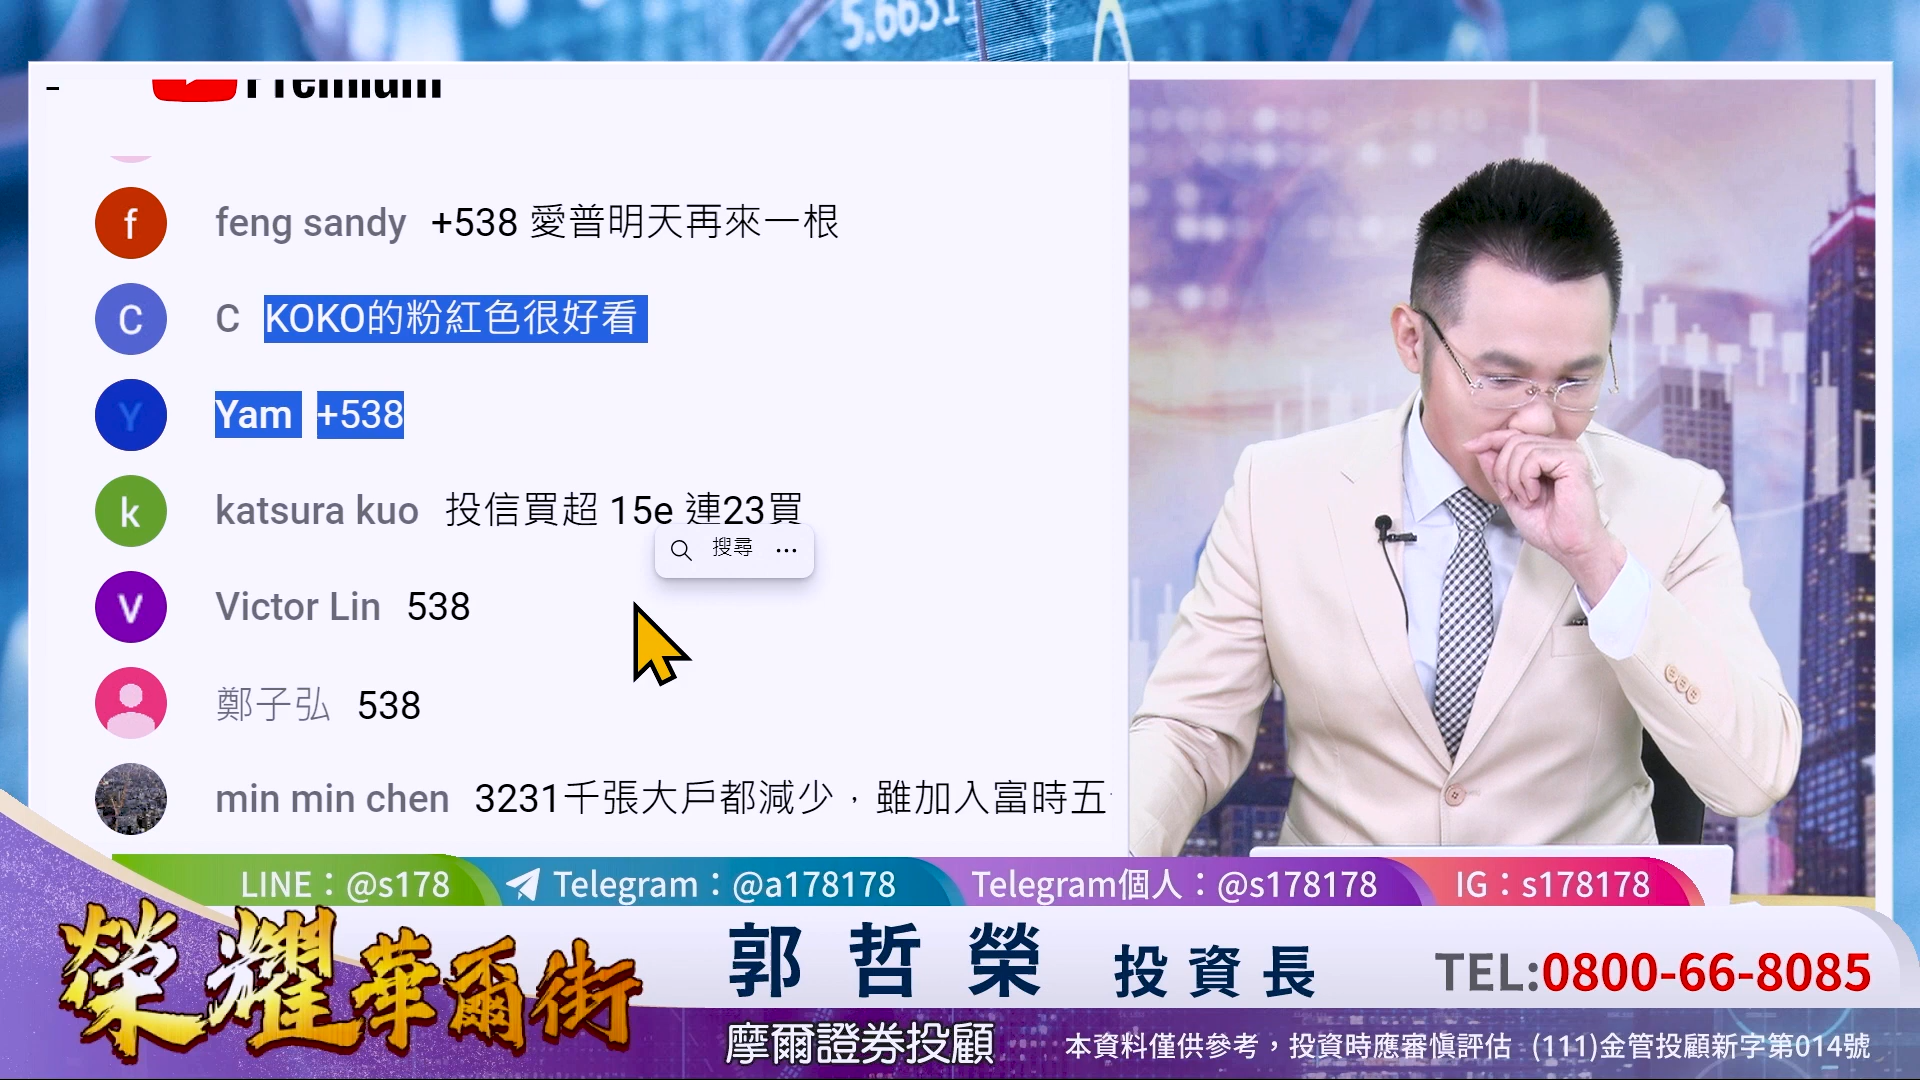 5.6631
Premium
f feng sandy +538 愛普明天再來一根
C C KOKO的粉紅色很好看
Y Yam +538
k katsura kuo 投信買超 15e 連23買
搜尋 ...
V Victor Lin 538
鄭子弘 538
min min chen 3231千張大戶都減少，雖加入富時五
LINE：@s178 Telegram：@a178178 Telegram個人：@s178178 IG：s178178
榮耀華爾街
郭哲榮 投資長 TEL:0800-66-8085
摩爾證券投顧 本資料僅供參考，投資時應審慎評估 (111)金管投顧新字第014號